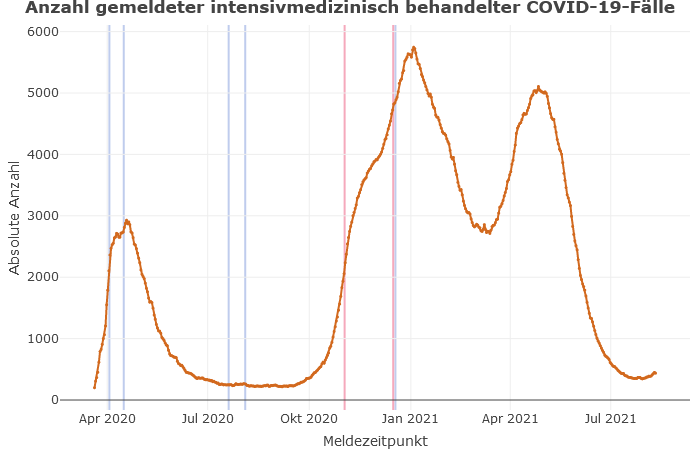 Anzahl gemeldeter intensivmedizinisch behandelter COVID-19-Fälle
6000
5000
4000
3000
2000
1000
0
Absolute Anzahl
Apr 2020 Jul 2020 Okt 2020 Jan 2021 Apr 2021 Jul 2021
Meldezeitpunkt